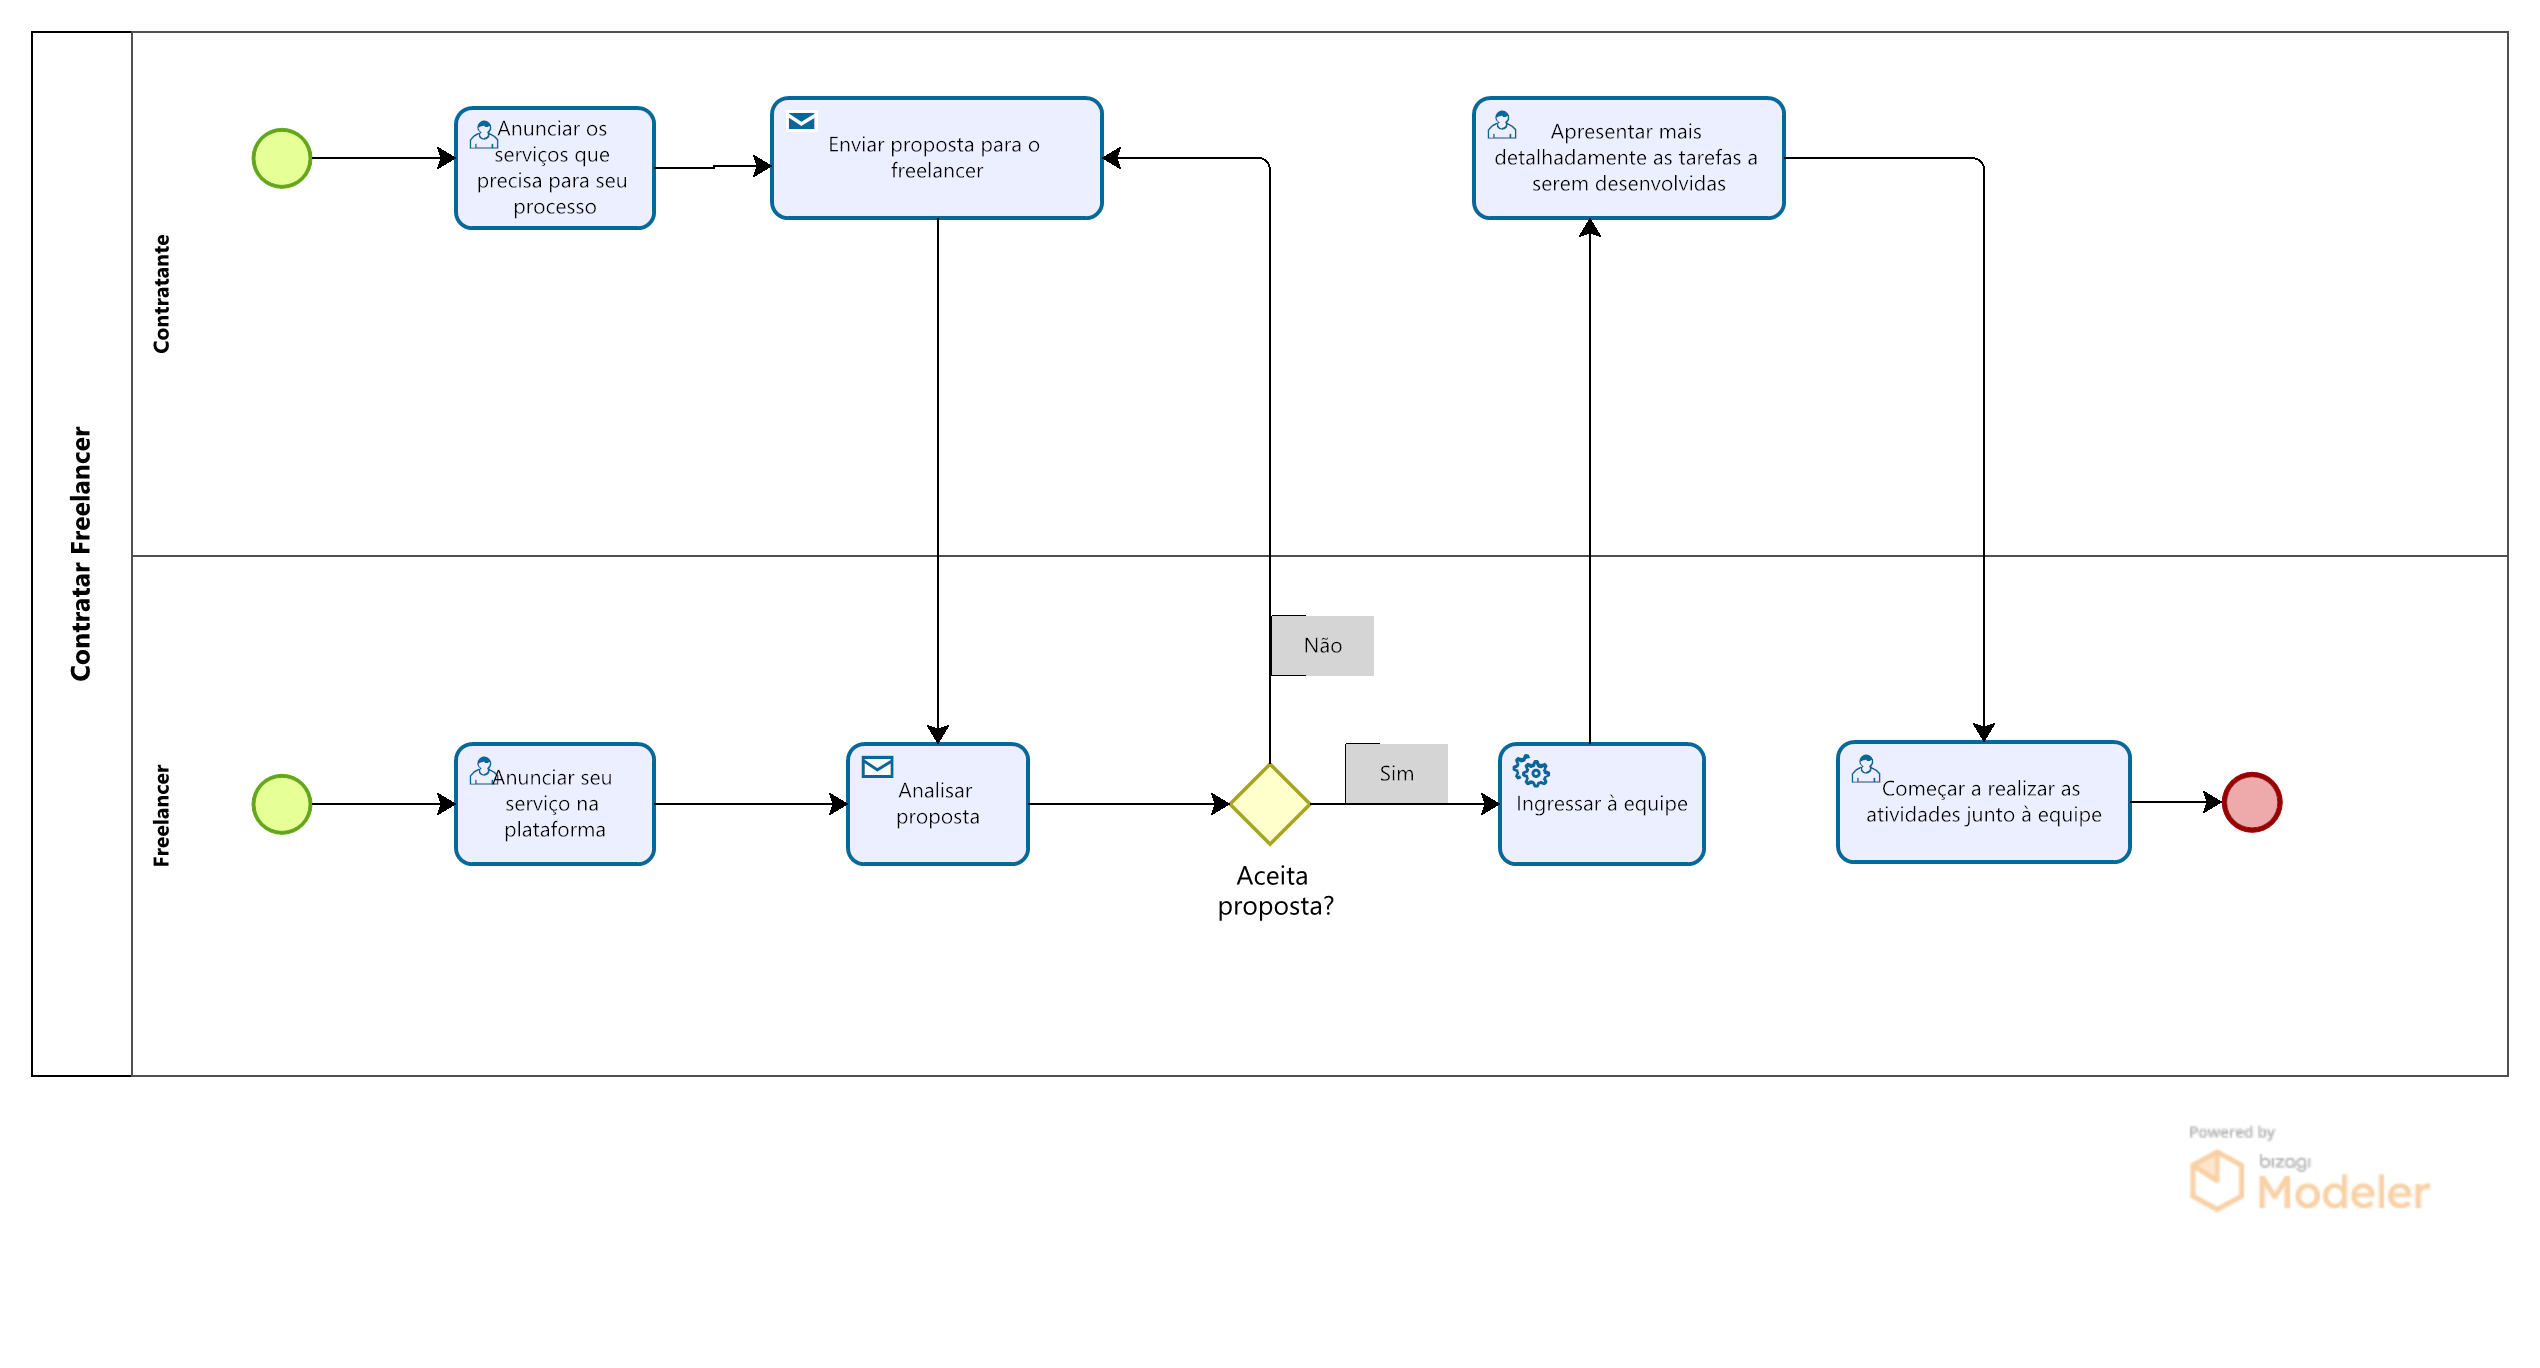 Contratar Freelancer
Contratante
Anunciar os
serviços que
precisa para seu
processo
Enviar proposta para o
freelancer
Apresentar mais
detalhadamente as tarefas a
serem desenvolvidas
Freelancer
Anunciar seu
serviço na
plataforma
Analisar
proposta
Não
Sim
Aceita
proposta?
Ingressar à equipe
Começar a realizar as
atividades junto à equipe
Powered by
bizagi
Modeler